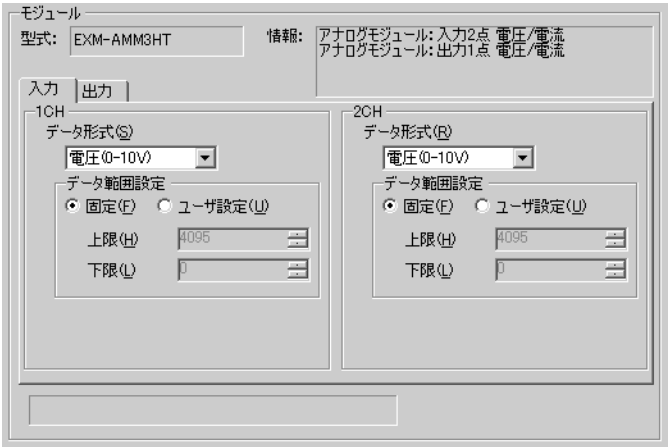 モジュール
型式: EXM-AMM3HT
情報: アナログモジュール: 入力2点 電圧/電流
アナログモジュール: 出力1点 電圧/電流
入力 出力
1CH
データ形式(S)
電圧(0-10V)
データ範囲設定
固定(F) ユーザ設定(U)
上限(H) 4095
下限(L) 0
2CH
データ形式(R)
電圧(0-10V)
データ範囲設定
固定(F) ユーザ設定(U)
上限(H) 4095
下限(L) 0